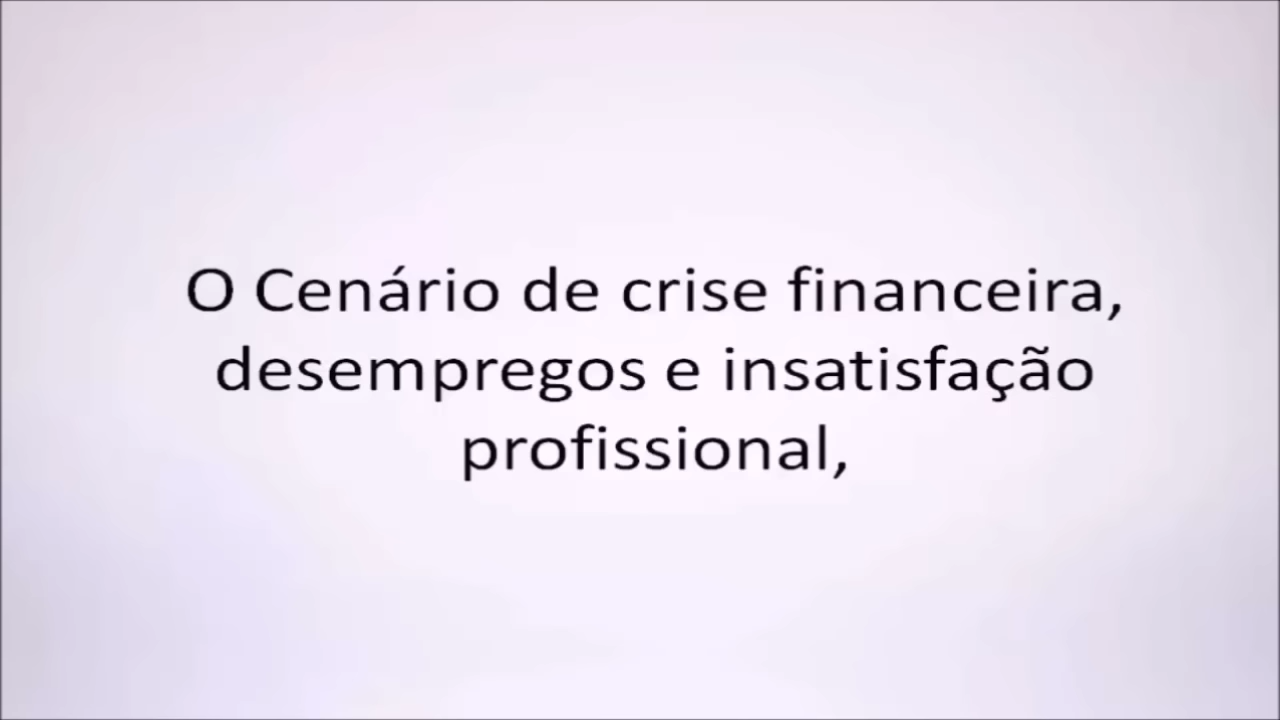 O Cenário de crise financeira,
desempregos e insatisfação
profissional,